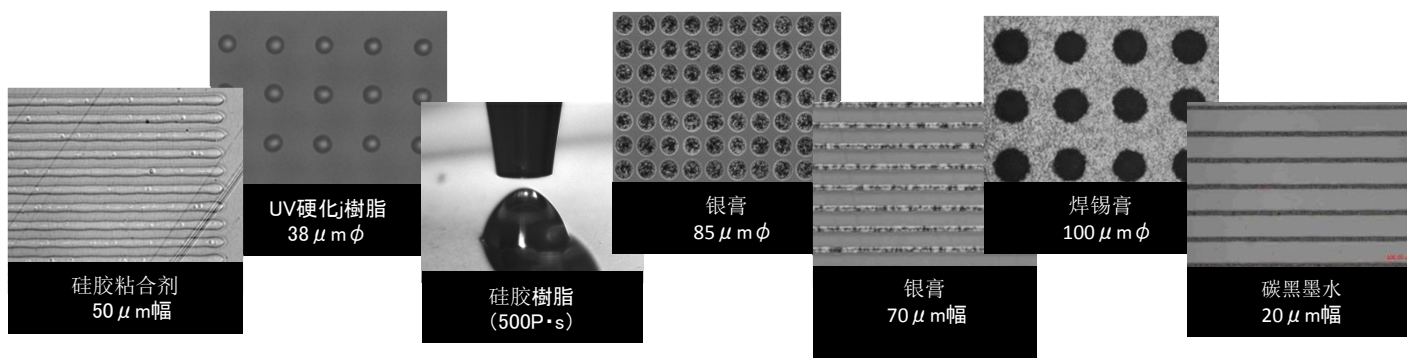 硅胶粘合剂
50μm幅
UV硬化j樹脂
38μmφ
硅胶樹脂
(500P・s)
银膏
85μmφ
银膏
70μm幅
焊锡膏
100μmφ
碳黑墨水
20μm幅